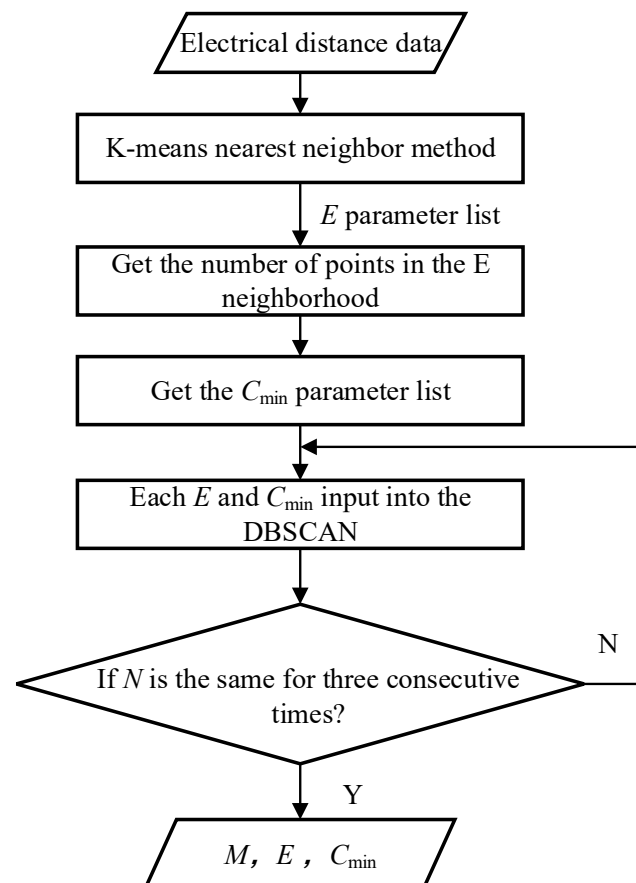 Electrical distance data
K-means nearest neighbor method
E parameter list
Get the number of points in the E
neighborhood
Get the Cmin parameter list
Each E and Cmin input into the
DBSCAN
N
If N is the same for three consecutive
times?
Y
M, E, Cmin